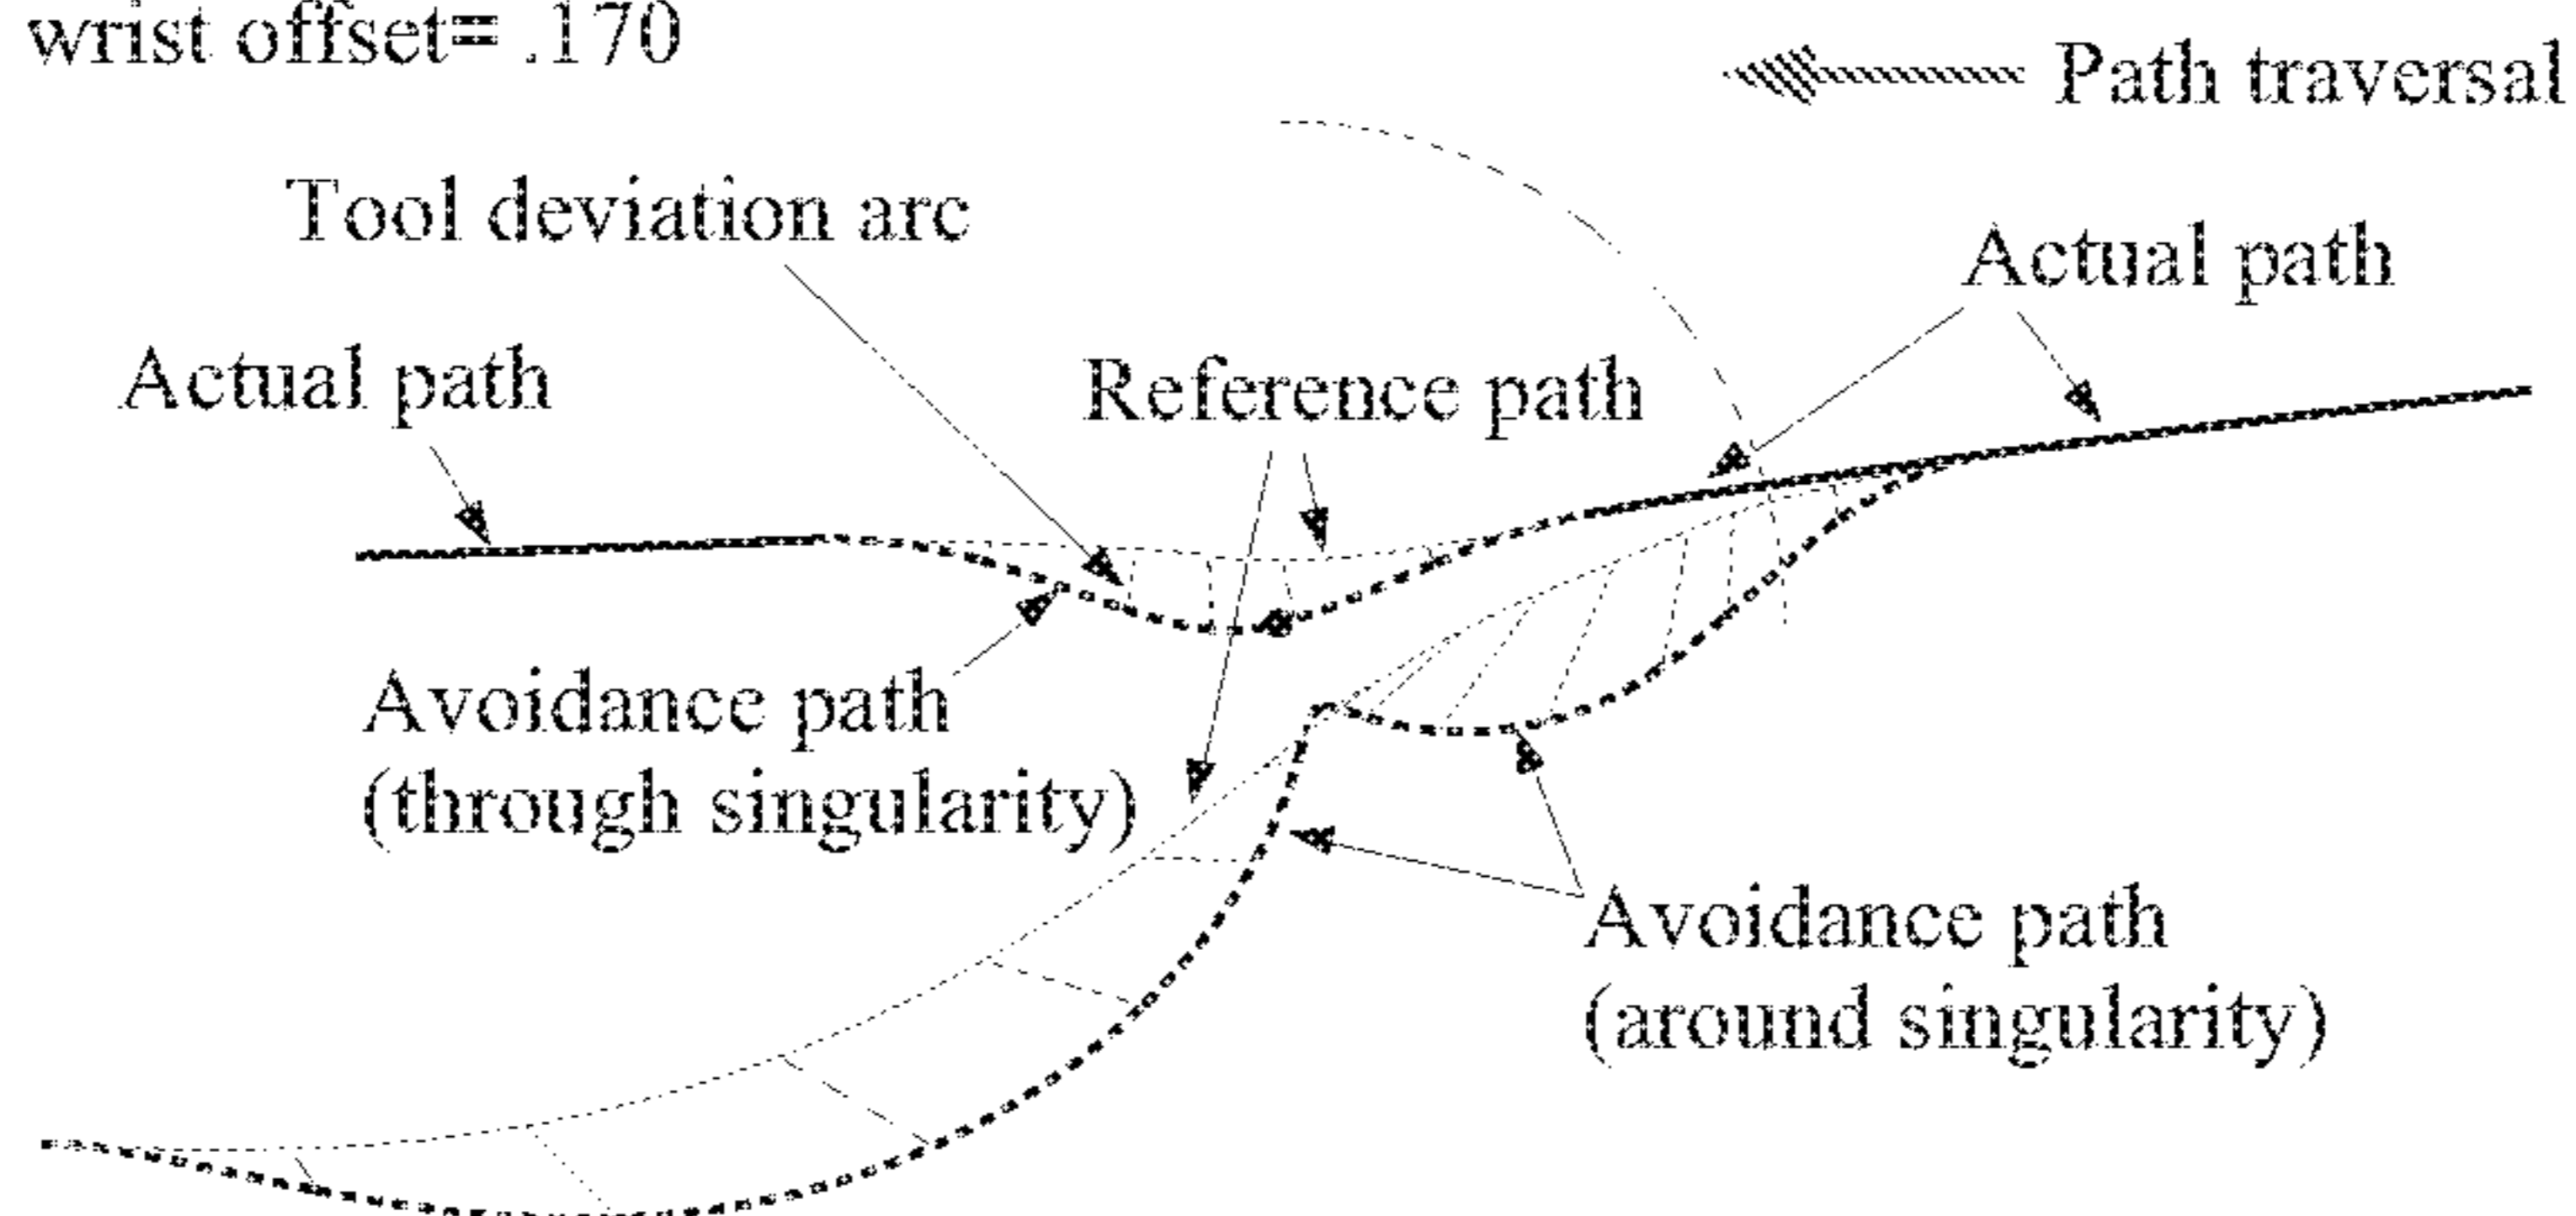 wrist offset= .170
Path traversal
Tool deviation arc
Actual path
Actual path
Reference path
Avoidance path
(through singularity)
Avoidance path
(around singularity)